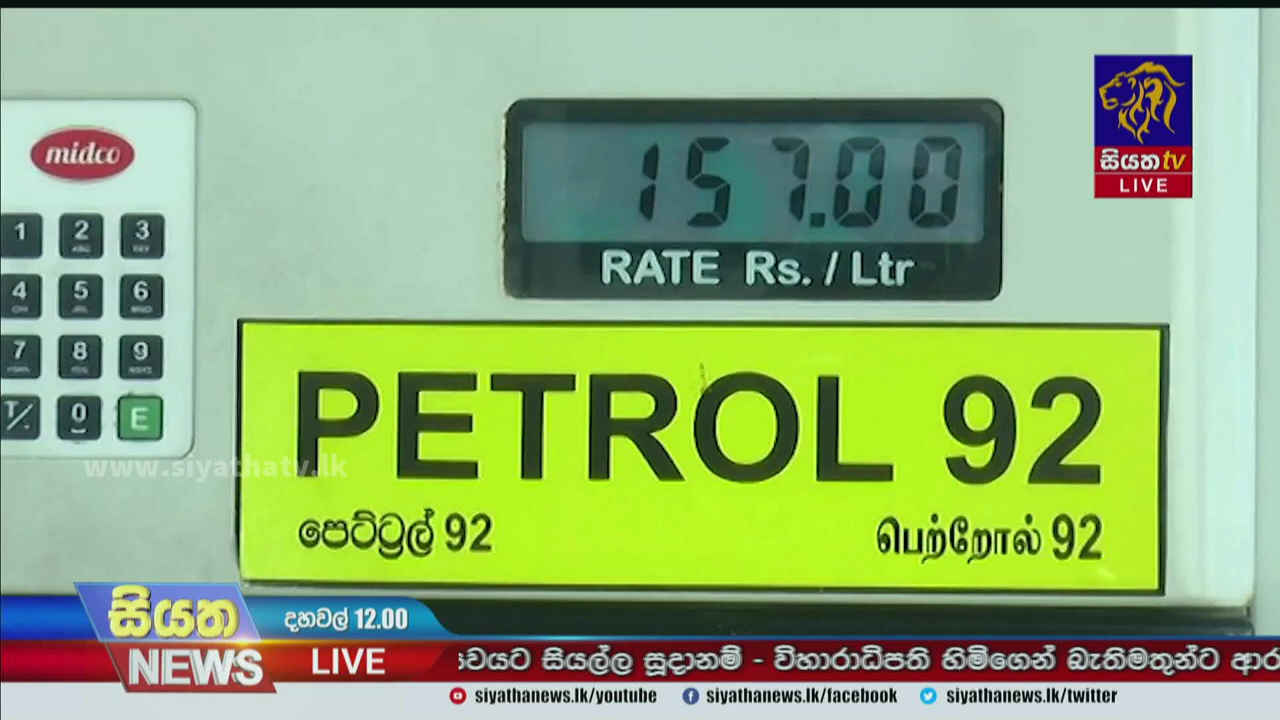 midco
සියත tv
LIVE
157.00
RATE Rs. / Ltr
1 2 3
4 5 6
7 8 9
0 E
PETROL 92
පෙට්ට්‍රල් 92
பெற்றோல் 92
www.siyathatv.lk
සියත
NEWS
දහවල් 12.00
LIVE
සියල්ල සූදානම් - විහාරාධිපති හිමිගෙන් බැතිමතුන්ට
siyathanews.lk/youtube
siyathanews.lk/facebook
siyathanews.lk/twitter